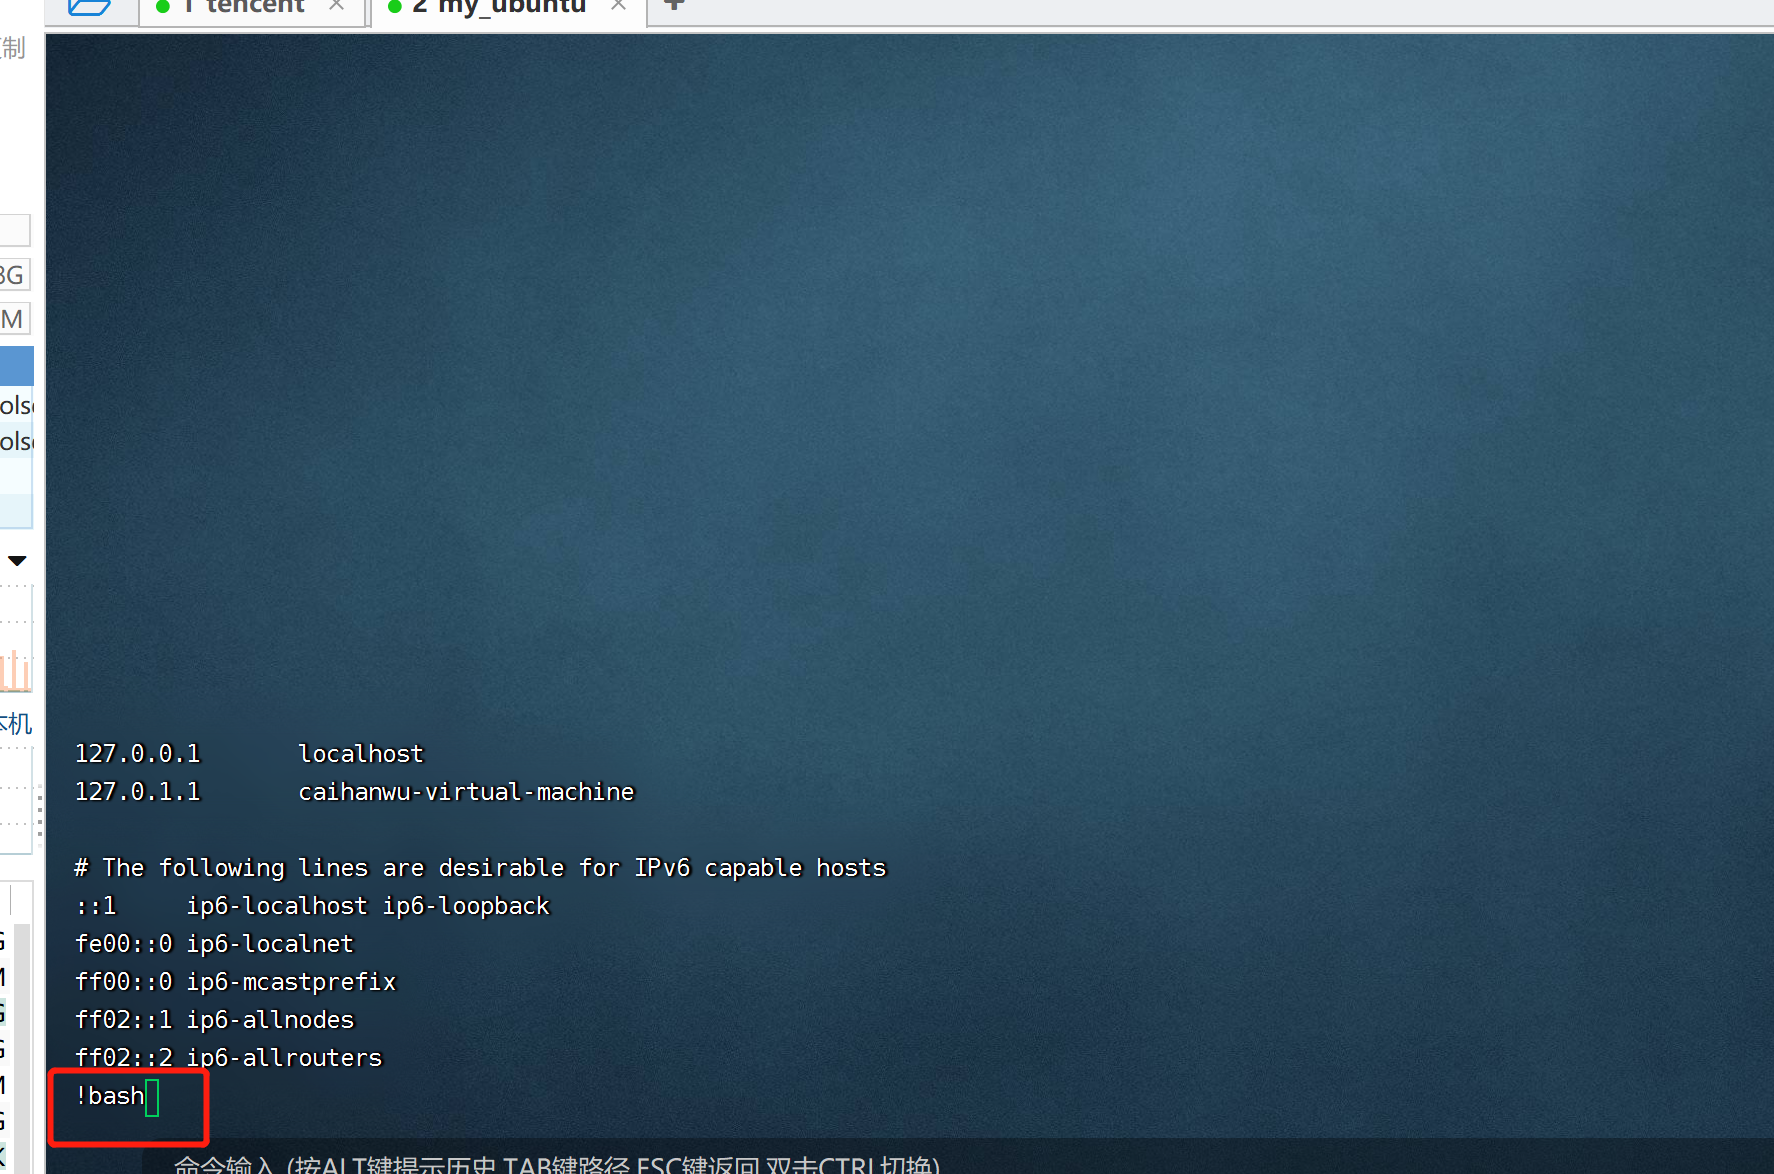 1 tencent
2 my_ubuntu
制
3G
M
olse
olse
本机
127.0.0.1 localhost
127.0.1.1 caihanwu-virtual-machine
# The following lines are desirable for IPv6 capable hosts
::1 ip6-localhost ip6-loopback
fe00::0 ip6-localnet
ff00::0 ip6-mcastprefix
ff02::1 ip6-allnodes
ff02::2 ip6-allrouters
!bash
命令输入 (按ALT键提示历史,TAB键路径,ESC键返回,双击CTRL切换)